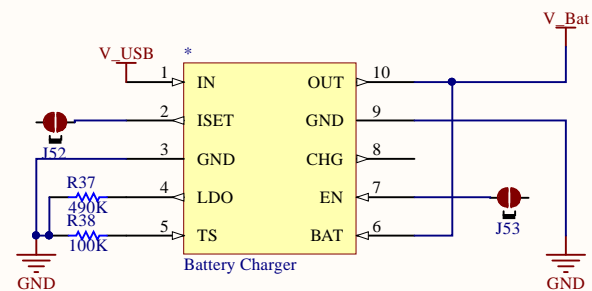 V_Bat
V_USB
*
1 IN OUT 10
2 ISET GND 9
J52
3 GND CHG 8
R37
4 LDO EN 7
490K
R38
J53
5 TS BAT 6
100K
Battery Charger
GND GND